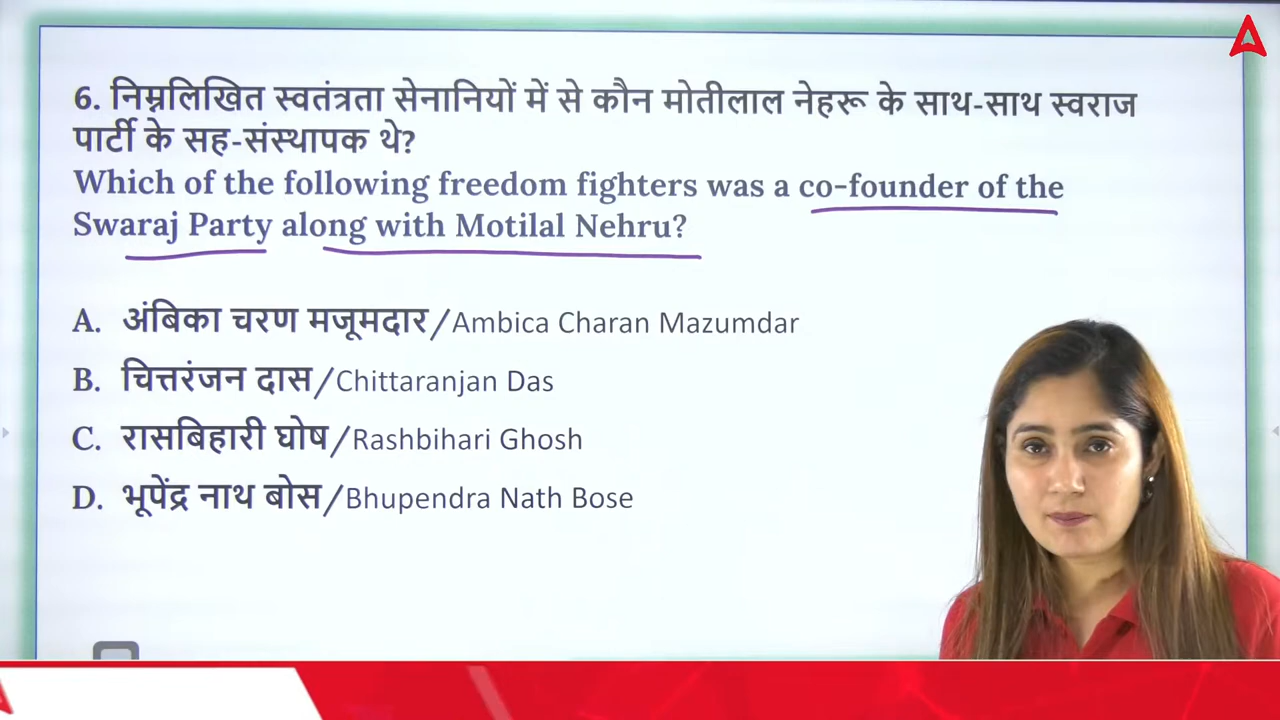 6. निम्नलिखित स्वतंत्रता सेनानियों में से कौन मोतीलाल नेहरू के साथ-साथ स्वराज
पार्टी के सह-संस्थापक थे?
Which of the following freedom fighters was a co-founder of the
Swaraj Party along with Motilal Nehru?
A. अंबिका चरण मजूमदार/Ambica Charan Mazumdar
B. चित्तरंजन दास/Chittaranjan Das
C. रासबिहारी घोष/Rashbihari Ghosh
D. भूपेंद्र नाथ बोस/Bhupendra Nath Bose